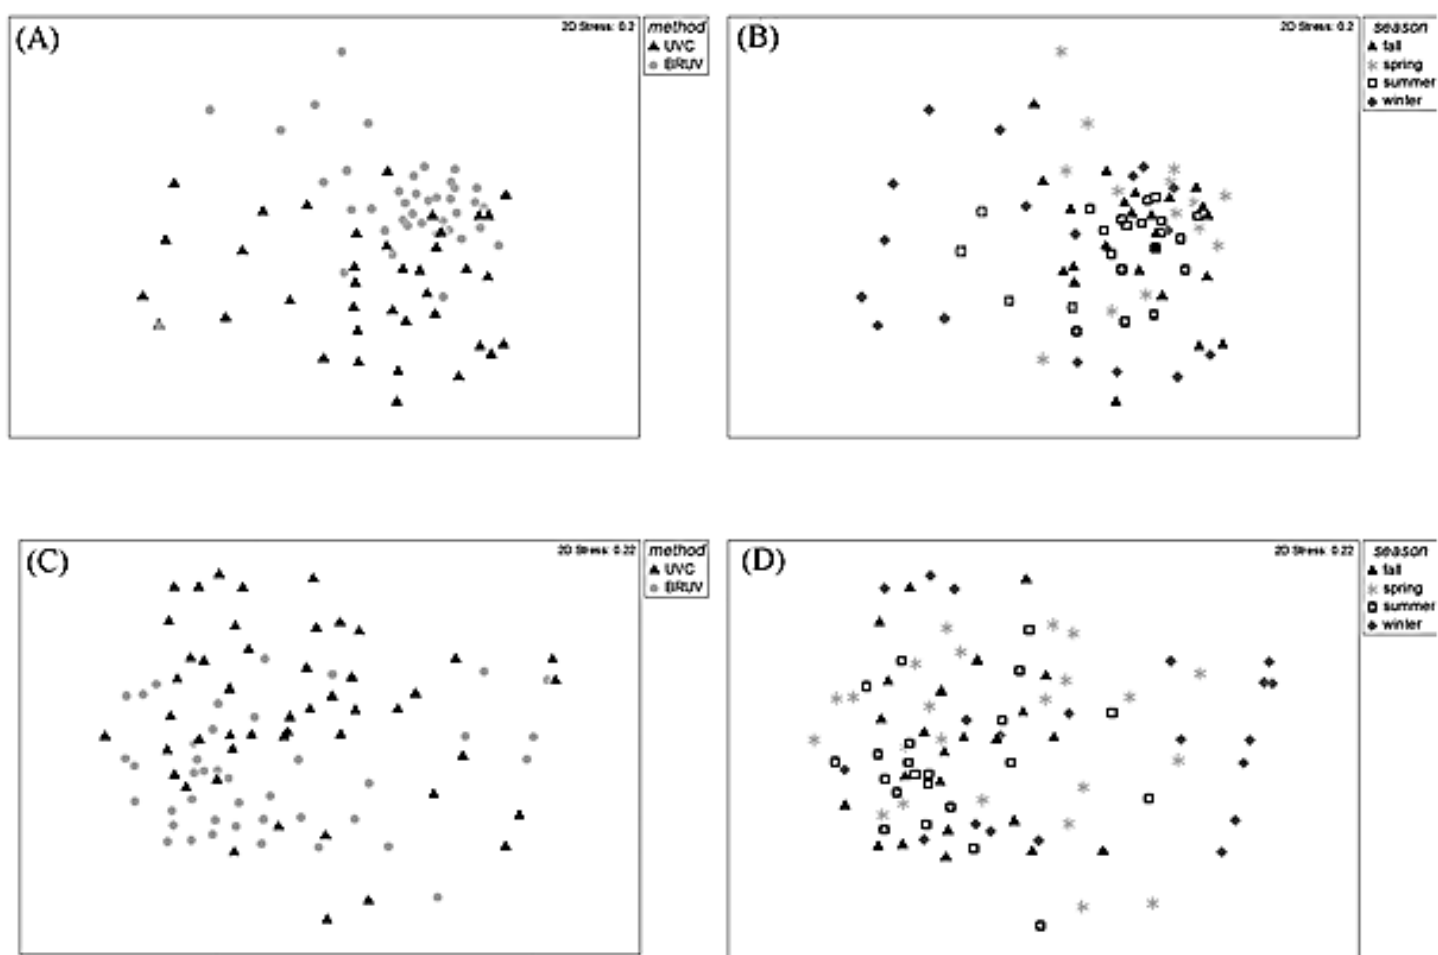 (A)
2D Stress: 0.2
method
UVC
BRUV
(B)
2D Stress: 0.2
season
fall
spring
summer
winter
(C)
2D Stress: 0.22
method
UVC
BRUV
(D)
2D Stress: 0.22
season
fall
spring
summer
winter